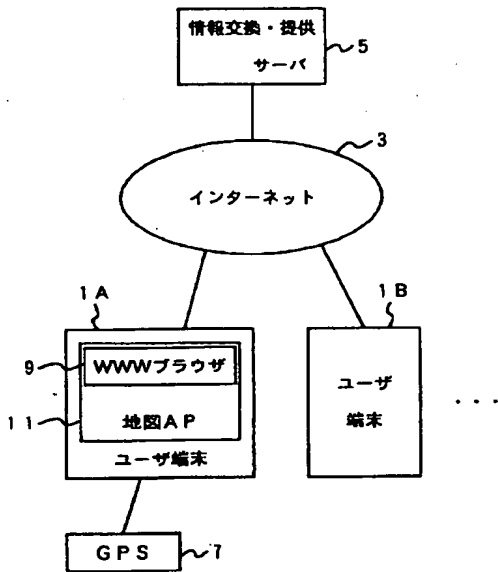 情報交換・提供
サーバ
5
3
インターネット
1A
1B
9
WWWブラウザ
地図AP
11
ユーザ端末
ユーザ
端末
...
GPS
7